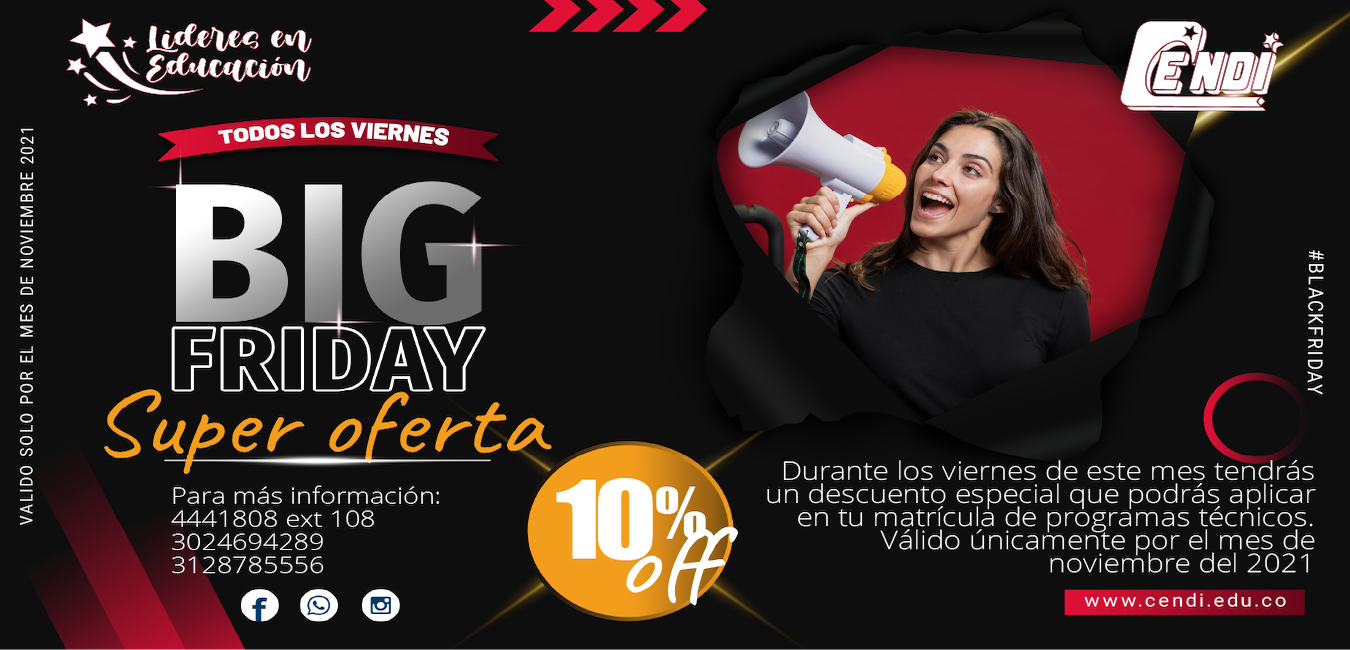 Lideres en
Educación
CENDI
TODOS LOS VIERNES
BIG
FRIDAY
Super oferta
VALIDO SOLO POR EL MES DE NOVIEMBRE 2021
#BLACKFRIDAY
Para más información:
4441808 ext 108
3024694289
3128785556
10%
off
Durante los viernes de este mes tendrás
un descuento especial que podrás aplicar
en tu matrícula de programas técnicos.
Válido únicamente por el mes de
noviembre del 2021
www.cendi.edu.co